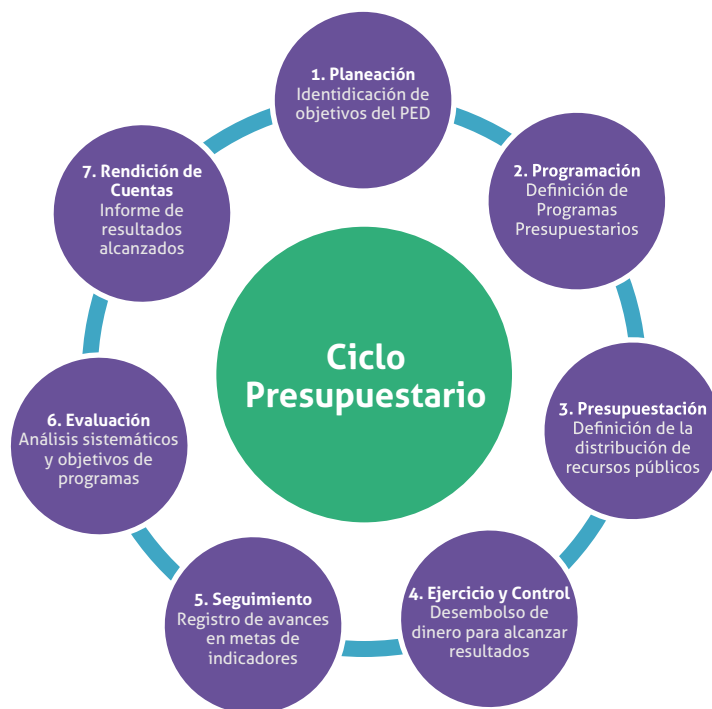 1. Planeación
Identidicación de
objetivos del PED
2. Programación
Definición de
Programas
Presupuestarios
3. Presupuestación
Definición de la
distribución de
recursos públicos
4. Ejercicio y Control
Desembolso de
dinero para alcanzar
resultados
5. Seguimiento
Registro de avances
en metas de
indicadores
6. Evaluación
Análisis sistemáticos
y objetivos de
programas
7. Rendición de
Cuentas
Informe de
resultados
alcanzados
Ciclo
Presupuestario